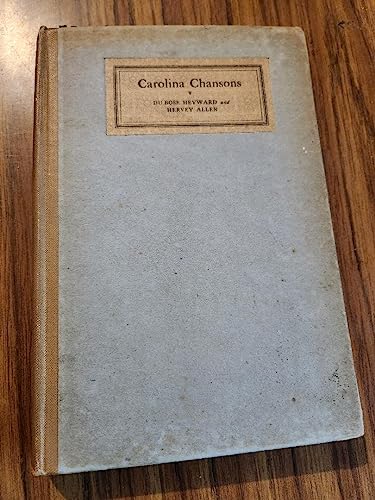 Carolina Chansons
DU BOSE HEYWARD and
HERVEY ALLEN